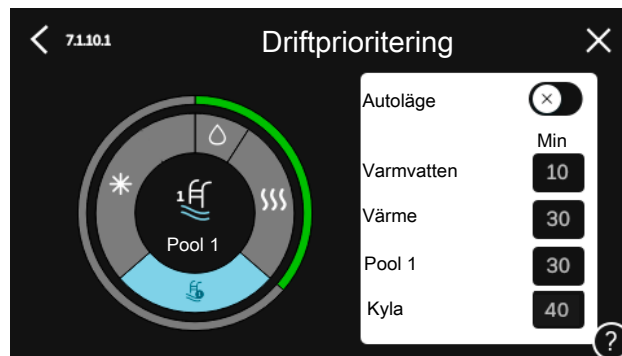 7.1.10.1 Driftprioritering
Autoläge
Min
Varmvatten 10
Värme 30
Pool 1 30
Kyla 40
1
Pool 1
?